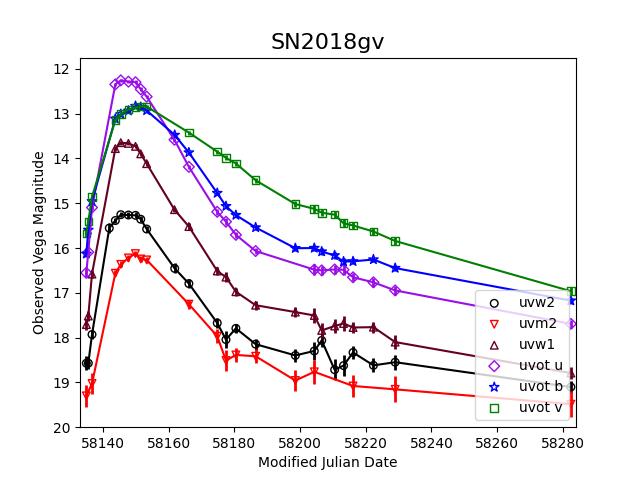 SN2018gv
Observed Vega Magnitude
12
13
14
15
16
17
18
19
20
uvw2
uvm2
uvw1
uvot u
uvot b
uvot v
58140 58160 58180 58200 58220 58240 58260 58280
Modified Julian Date